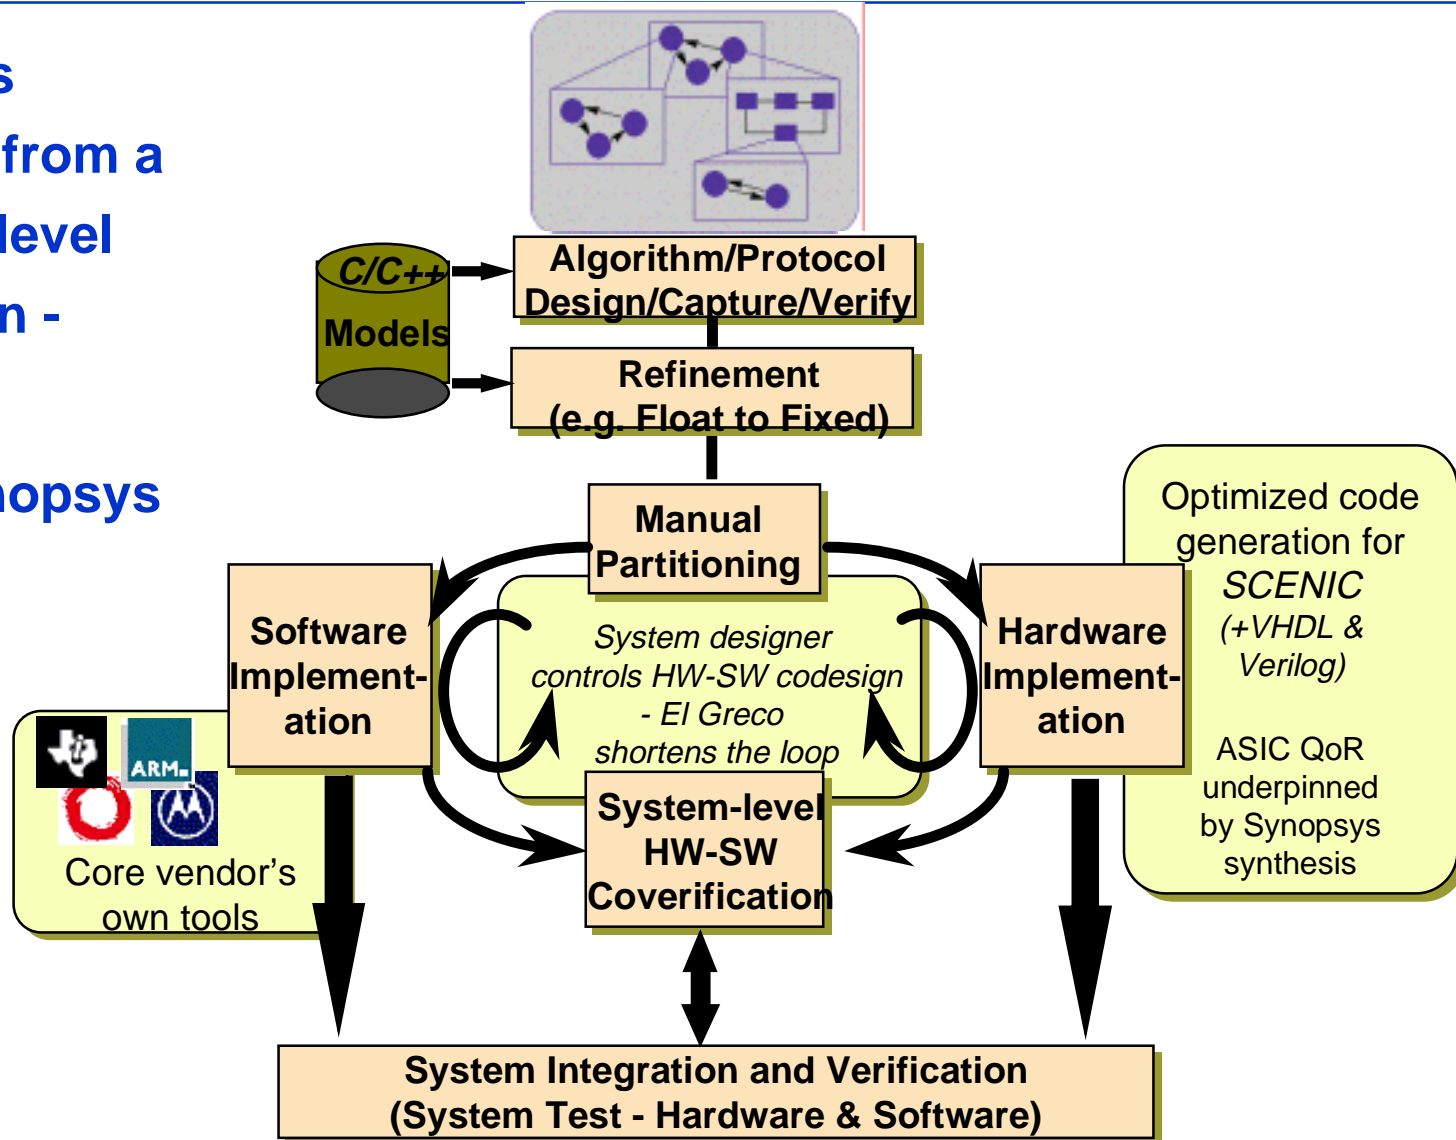 s
from a
level
n -
nopsys
C/C++
Models
Algorithm/Protocol
Design/Capture/Verify
Refinement
(e.g. Float to Fixed)
Manual
Partitioning
Software
Implement-
ation
System designer
controls HW-SW codesign
- El Greco
shortens the loop
Hardware
Implement-
ation
Optimized code
generation for
SCENIC
(+VHDL &
Verilog)
ASIC QoR
underpinned
by Synopsys
synthesis
ARM
Core vendor's
own tools
System-level
HW-SW
Coverification
System Integration and Verification
(System Test - Hardware & Software)